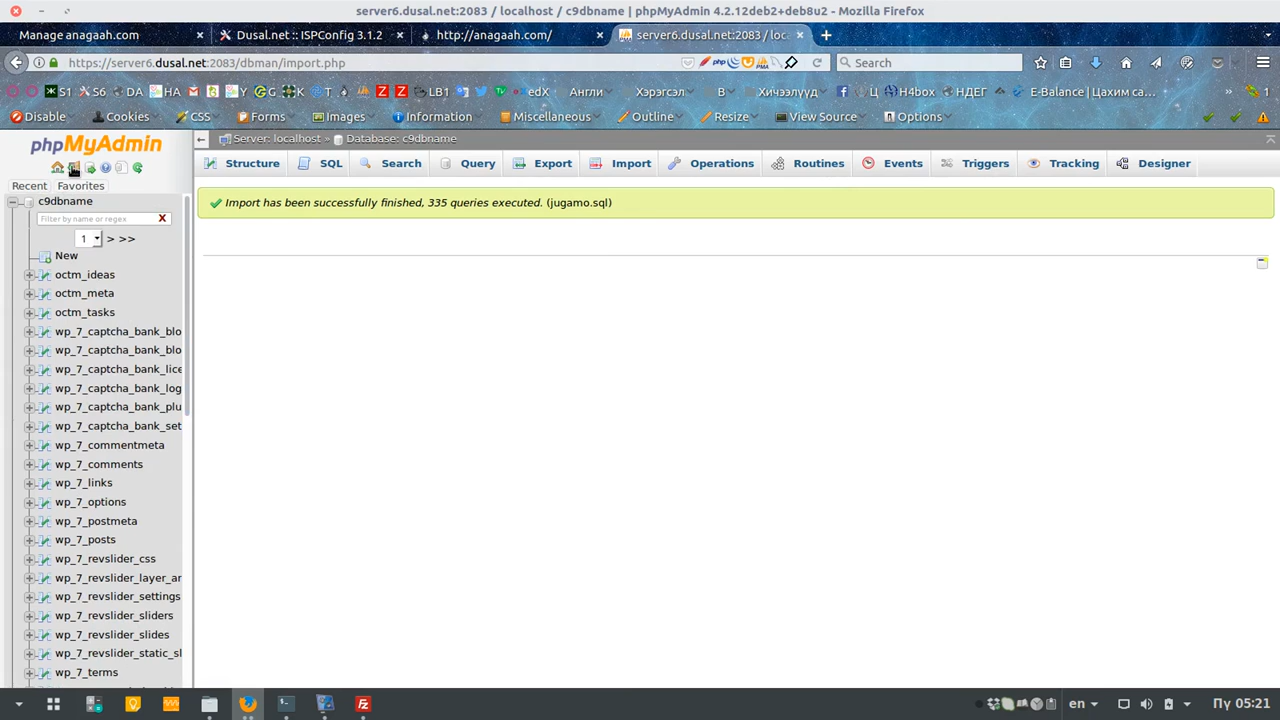 server6.dusal.net:2083 / localhost / c9dbname | phpMyAdmin 4.2.12deb2+deb8u2 - Mozilla Firefox
Manage anagaah.com
Dusal.net :: ISPConfig 3.1.2
http://anagaah.com/
server6.dusal.net:2083 / loc
https://server6.dusal.net:2083/dbman/import.php
php
PMA
Search
S1
S6
DA
HA
Y
G
K
T
Z
Z
LB1
edX
Англи
Хэрэгсэл
В
Хичээлүүд
Ц
H4box
НДЕГ
E-Balance (Цахим са...
1
Disable
Cookies
CSS
Forms
Images
Information
Miscellaneous
Outline
Resize
View Source
Options
phpMyAdmin
Server: localhost » Database: c9dbname
Structure
SQL
Search
Query
Export
Import
Operations
Routines
Events
Triggers
Tracking
Designer
Recent
Favorites
Import has been successfully finished, 335 queries executed. (jugamo.sql)
c9dbname
Filter by name or regex
X
1
> >>
New
octm_ideas
octm_meta
octm_tasks
wp_7_captcha_bank_blo
wp_7_captcha_bank_blo
wp_7_captcha_bank_lice
wp_7_captcha_bank_log
wp_7_captcha_bank_plu
wp_7_captcha_bank_set
wp_7_commentmeta
wp_7_comments
wp_7_links
wp_7_options
wp_7_postmeta
wp_7_posts
wp_7_revslider_css
wp_7_revslider_layer_ar
wp_7_revslider_settings
wp_7_revslider_sliders
wp_7_revslider_slides
wp_7_revslider_static_sl
wp_7_terms
en
Пү 05:21